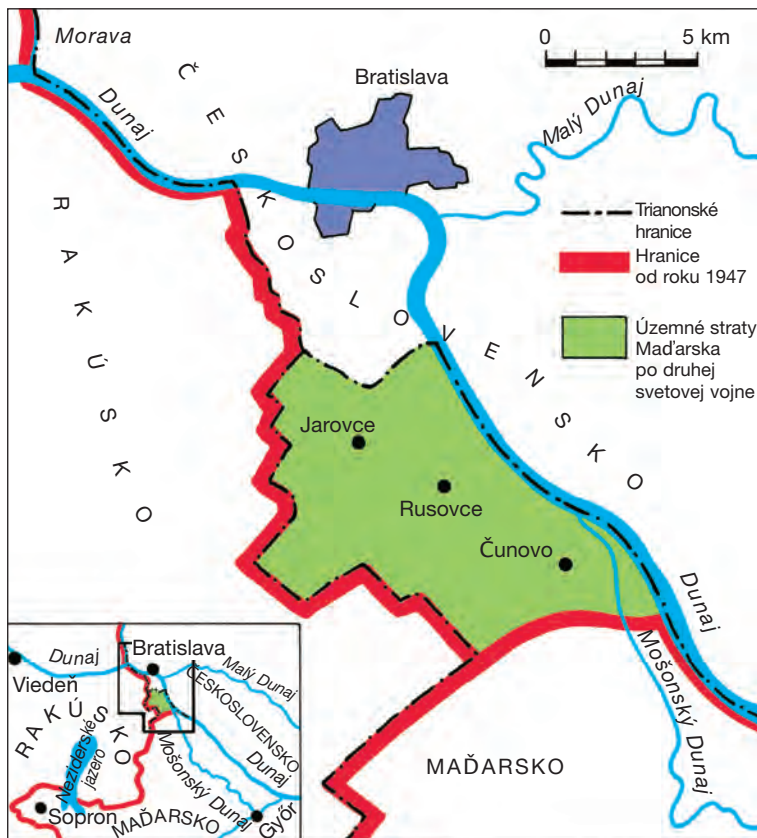 Morava
Dunaj
ČESKOSLOVENSKO
Bratislava
0 5 km
Malý Dunaj
RAKÚSKO
Trianonské
hranice
Hranice
od roku 1947
Územné straty
Maďarska
po druhej
svetovej vojne
Jarovce
Rusovce
Čunovo
Dunaj
Mošonský Dunaj
MAĎARSKO
Dunaj
Bratislava
Viedeň
Malý Dunaj
ČESKOSLOVENSKO
RAKÚSKO
Neziderské
jazero
Mošonský Dunaj
Dunaj
Sopron
MAĎARSKO
Győr